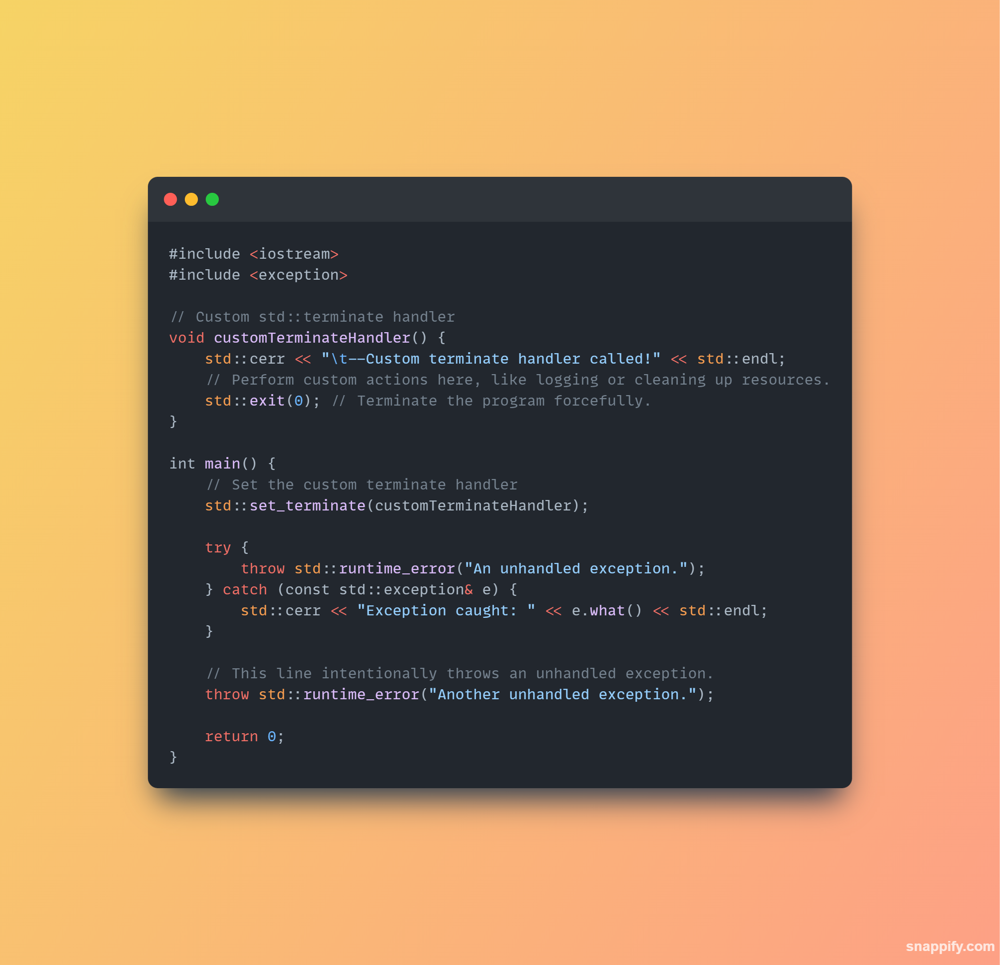 #include <iostream>
#include <exception>
// Custom std::terminate handler
void customTerminateHandler() {
    std::cerr << "\t--Custom terminate handler called!" << std::endl;
    // Perform custom actions here, like logging or cleaning up resources.
    std::exit(0); // Terminate the program forcefully.
}
int main() {
    // Set the custom terminate handler
    std::set_terminate(customTerminateHandler);
    try {
        throw std::runtime_error("An unhandled exception.");
    } catch (const std::exception& e) {
        std::cerr << "Exception caught: " << e.what() << std::endl;
    }
    // This line intentionally throws an unhandled exception.
    throw std::runtime_error("Another unhandled exception.");
    return 0;
}
snappify.com